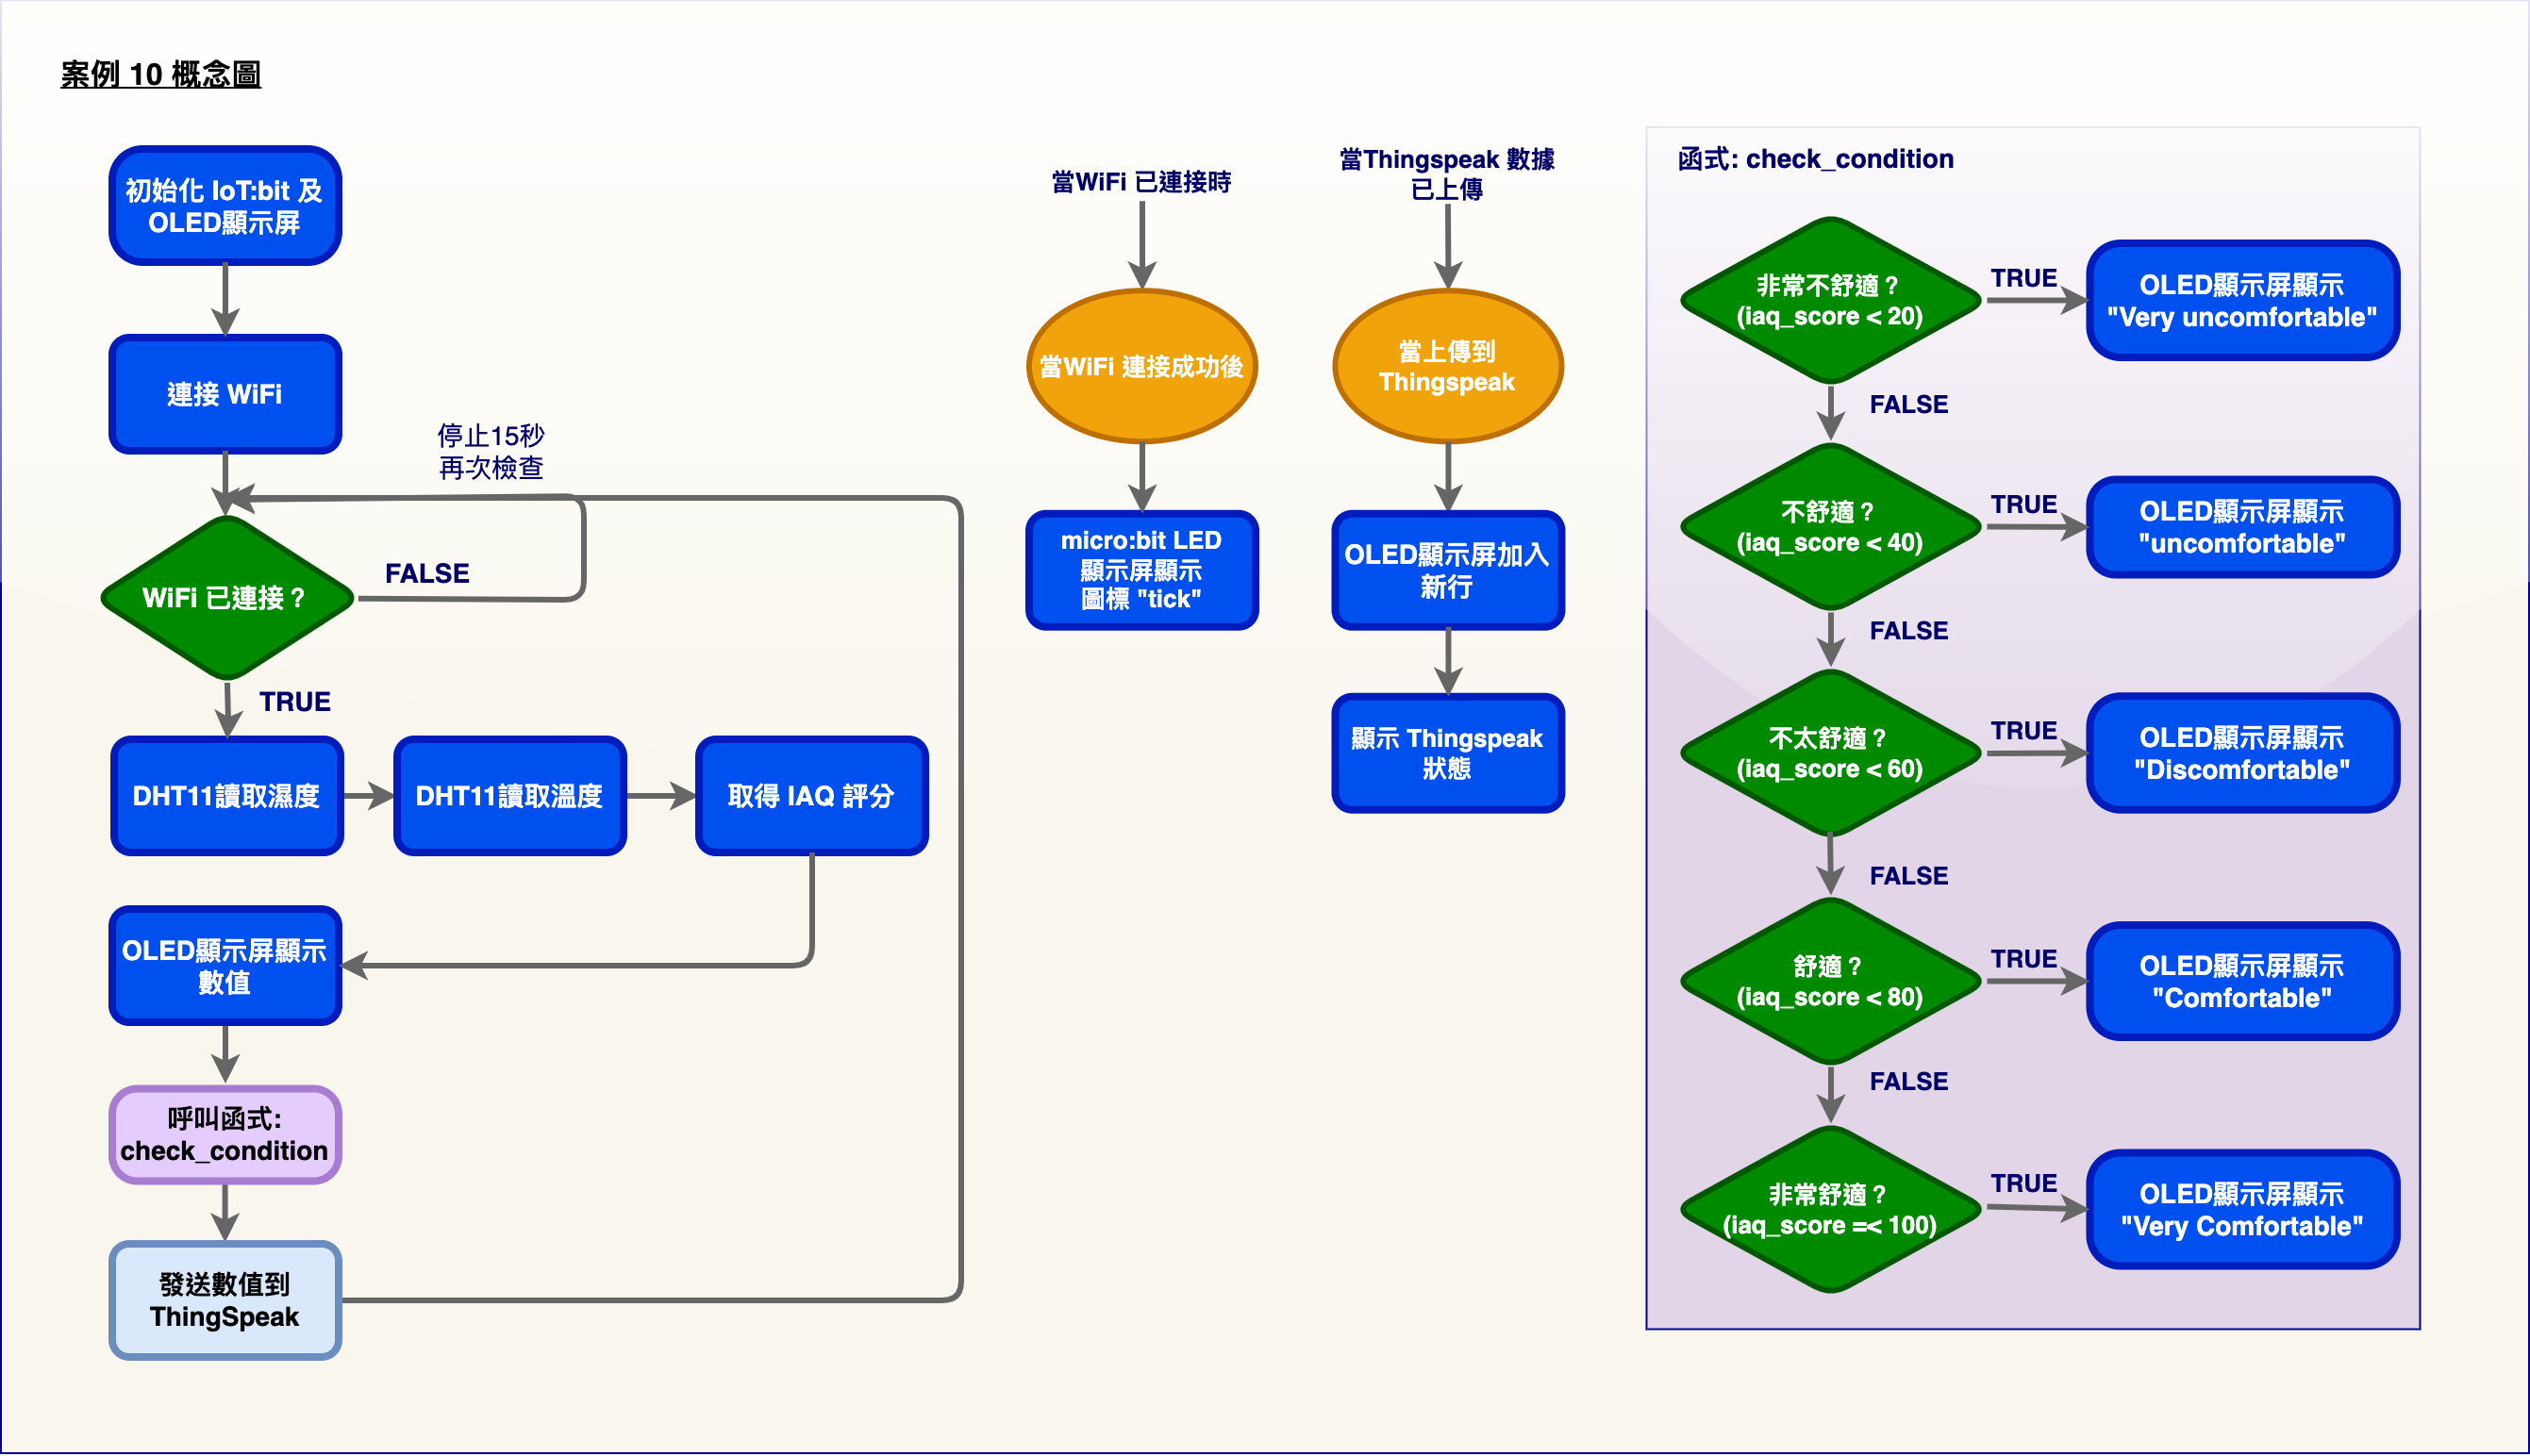 案例 10 概念圖
初始化 IoT:bit 及
OLED顯示屏
連接 WiFi
停止15秒
再次檢查
WiFi 已連接？
FALSE
TRUE
DHT11讀取濕度
DHT11讀取溫度
取得 IAQ 評分
OLED顯示屏顯示
數值
呼叫函式:
check_condition
發送數值到
ThingSpeak
當WiFi 已連接時
當WiFi 連接成功後
micro:bit LED
顯示屏顯示
圖標 "tick"
當Thingspeak 數據
已上傳
當上傳到
Thingspeak
OLED顯示屏加入
新行
顯示 Thingspeak
狀態
函式: check_condition
非常不舒適？
(iaq_score < 20)
TRUE
OLED顯示屏顯示
"Very uncomfortable"
FALSE
不舒適？
(iaq_score < 40)
TRUE
OLED顯示屏顯示
"uncomfortable"
FALSE
不太舒適？
(iaq_score < 60)
TRUE
OLED顯示屏顯示
"Discomfortable"
FALSE
舒適？
(iaq_score < 80)
TRUE
OLED顯示屏顯示
"Comfortable"
FALSE
非常舒適？
(iaq_score =< 100)
TRUE
OLED顯示屏顯示
"Very Comfortable"